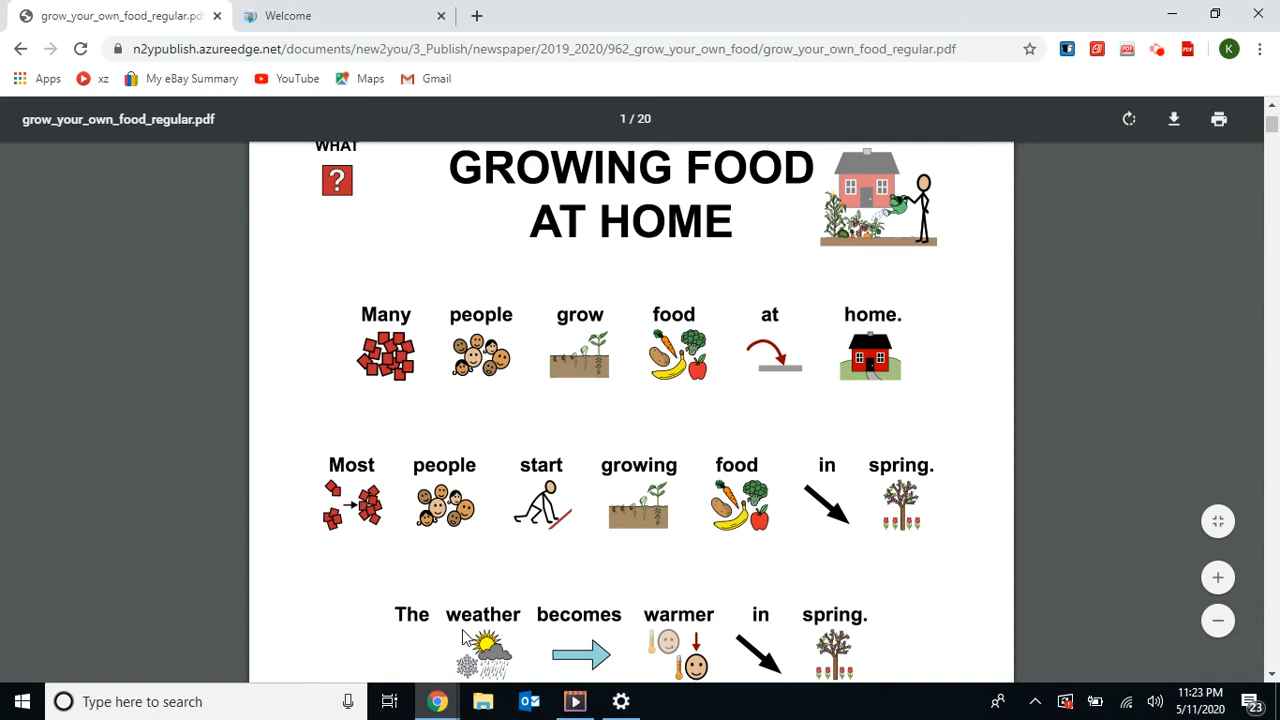 grow_your_own_food_regular.pdf
Welcome
n2ypublish.azureedge.net/documents/new2you/3_Publish/newspaper/2019_2020/962_grow_your_own_food/grow_your_own_food_regular.pdf
K
Apps xz My eBay Summary YouTube Maps Gmail
grow_your_own_food_regular.pdf 1 / 20
WHAT
?
GROWING FOOD
AT HOME
Many people grow food at home.
Most people start growing food in spring.
The weather becomes warmer in spring.
Type here to search
11:23 PM
5/11/2020
23